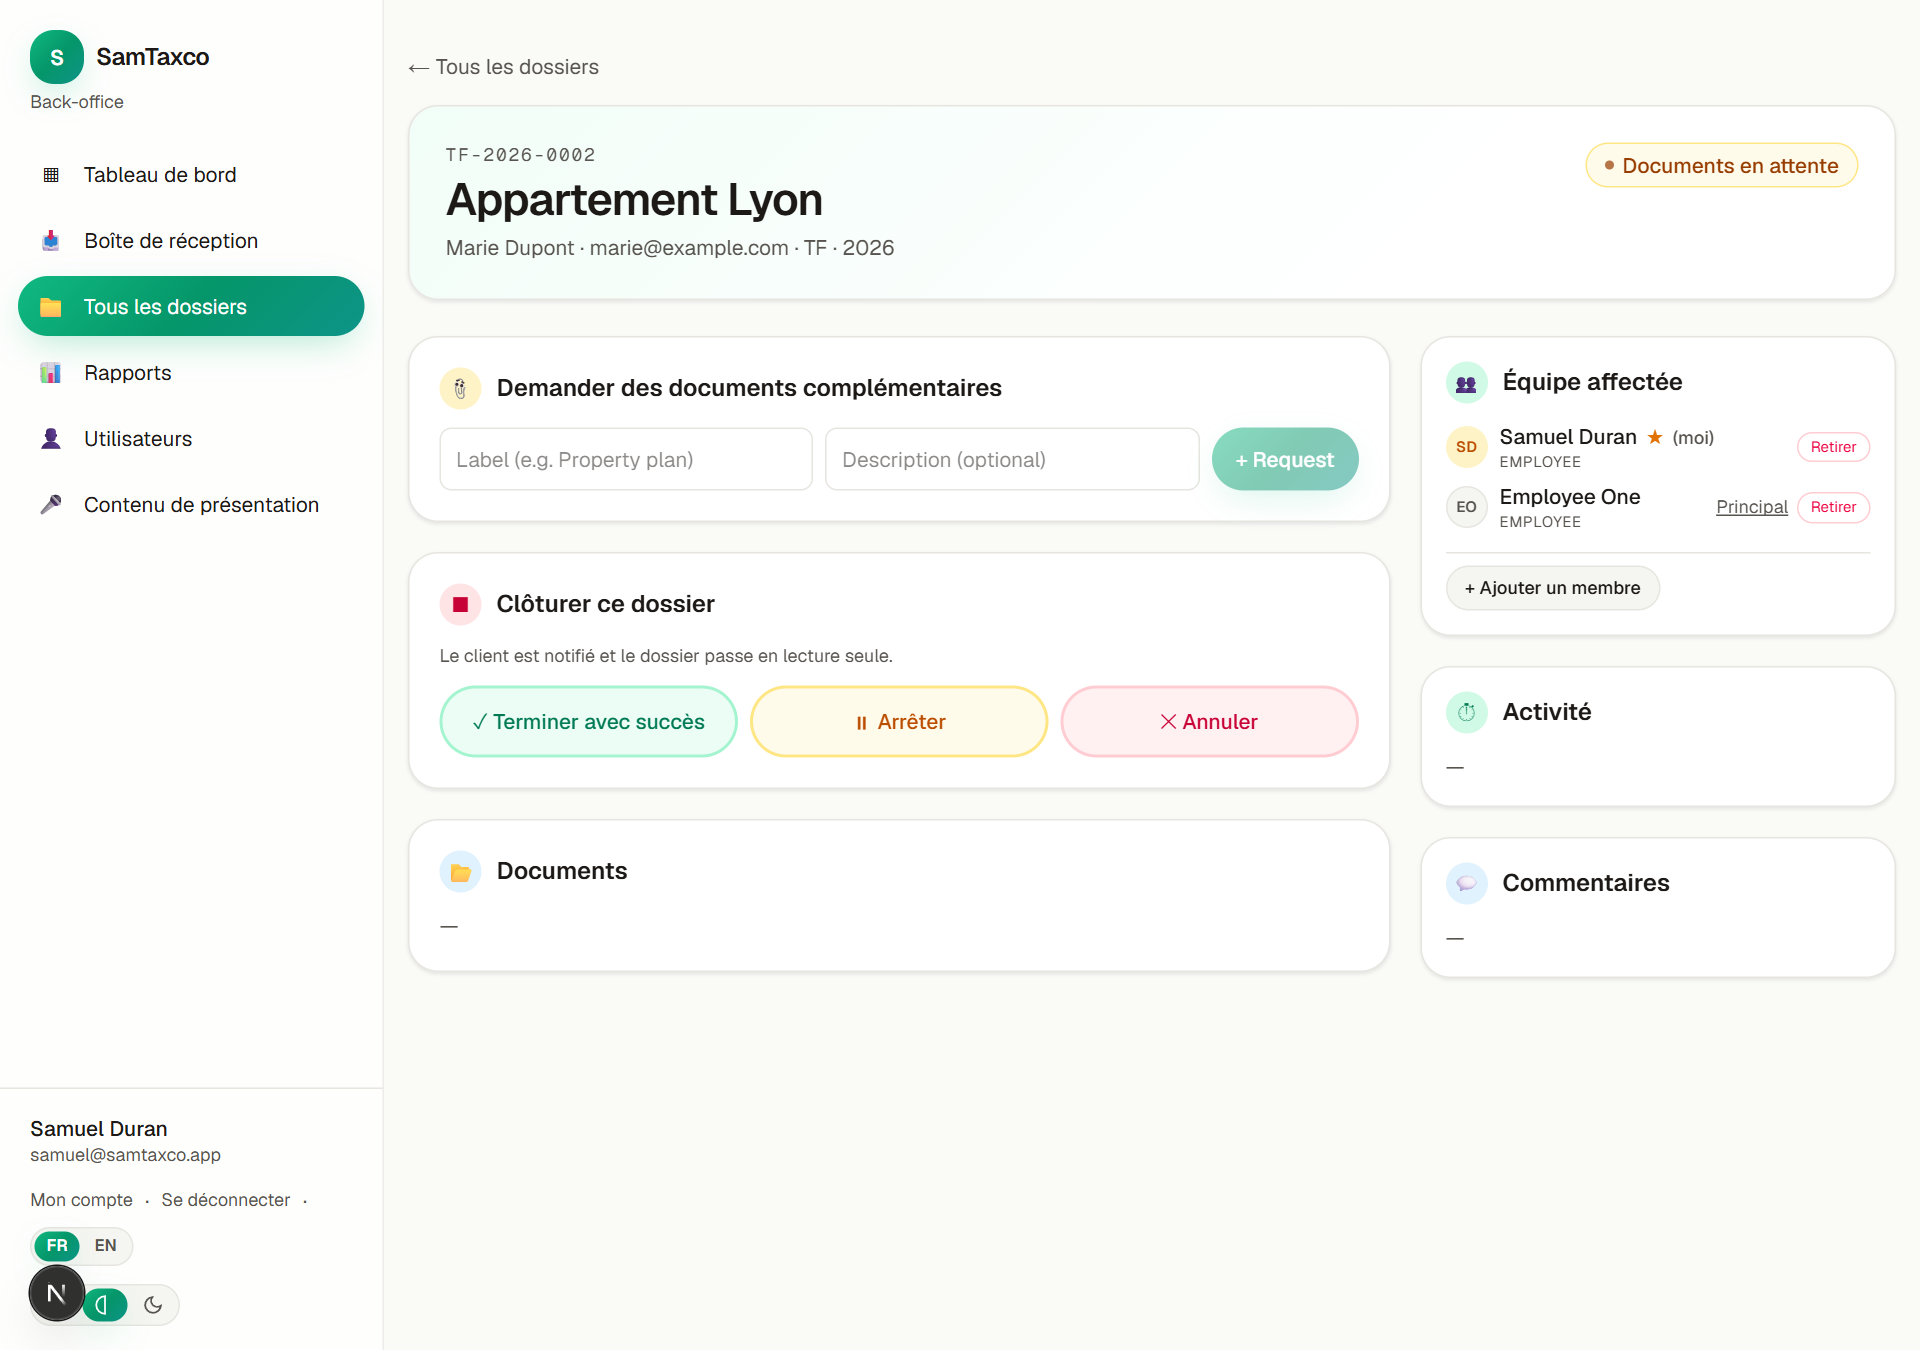 S SamTaxco
Back-office
Tableau de bord
Boîte de réception
Tous les dossiers
Rapports
Utilisateurs
Contenu de présentation
Samuel Duran
samuel@samtaxco.app
Mon compte · Se déconnecter ·
FR EN
N
← Tous les dossiers
TF-2026-0002
Appartement Lyon
Marie Dupont · marie@example.com · TF · 2026
Documents en attente
Demander des documents complémentaires
Label (e.g. Property plan) Description (optional) + Request
Clôturer ce dossier
Le client est notifié et le dossier passe en lecture seule.
✓ Terminer avec succès ⏸ Arrêter ✕ Annuler
Documents
—
Équipe affectée
SD Samuel Duran ★ (moi) Retirer
EMPLOYEE
EO Employee One Principal Retirer
EMPLOYEE
+ Ajouter un membre
Activité
—
Commentaires
—